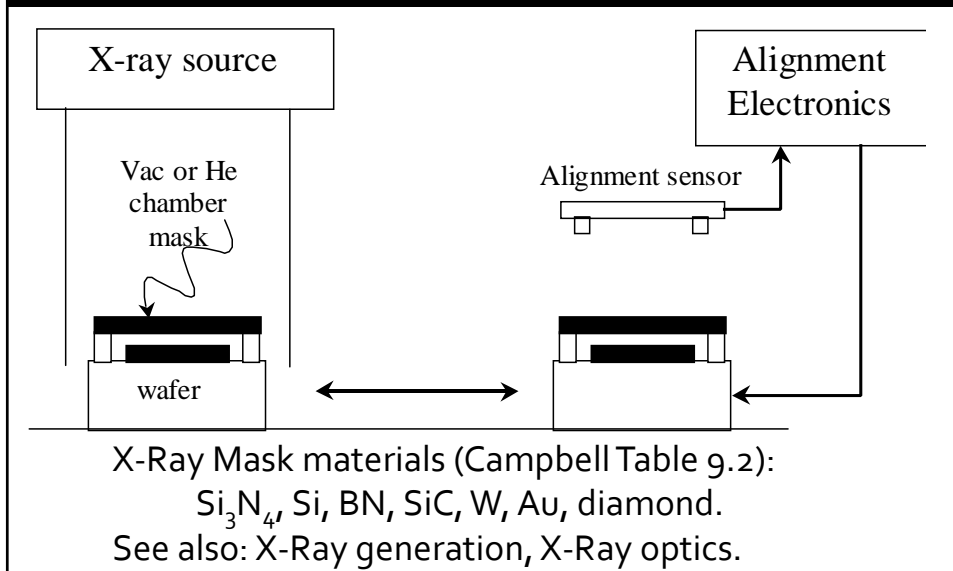 X-ray source
Alignment
Electronics
Vac or He
chamber
mask
Alignment sensor
wafer
X-Ray Mask materials (Campbell Table 9.2):
Si₃N₄, Si, BN, SiC, W, Au, diamond.
See also: X-Ray generation, X-Ray optics.